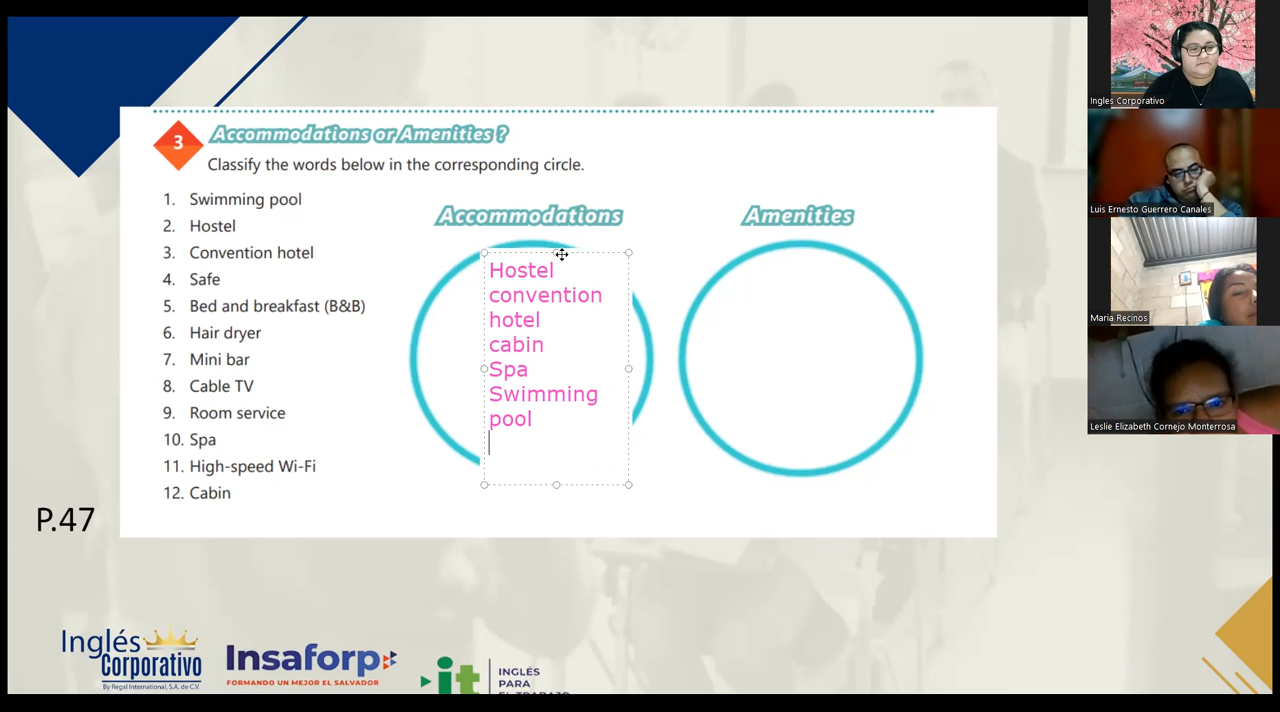 3
Accommodations or Amenities ?
Classify the words below in the corresponding circle.
1. Swimming pool
2. Hostel
3. Convention hotel
4. Safe
5. Bed and breakfast (B&B)
6. Hair dryer
7. Mini bar
8. Cable TV
9. Room service
10. Spa
11. High-speed Wi-Fi
12. Cabin
Accommodations
Hostel
convention
hotel
cabin
Spa
Swimming
pool
Amenities
P.47
Inglés
Corporativo
By Regal International, S.A. de C.V.
Insaforp
FORMANDO UN MEJOR EL SALVADOR
it
INGLÉS
PARA
EL TRABAJO
Ingles Corporativo
Luis Ernesto Guerrero Canales
Maria Recinos
Leslie Elizabeth Cornejo Monterrosa